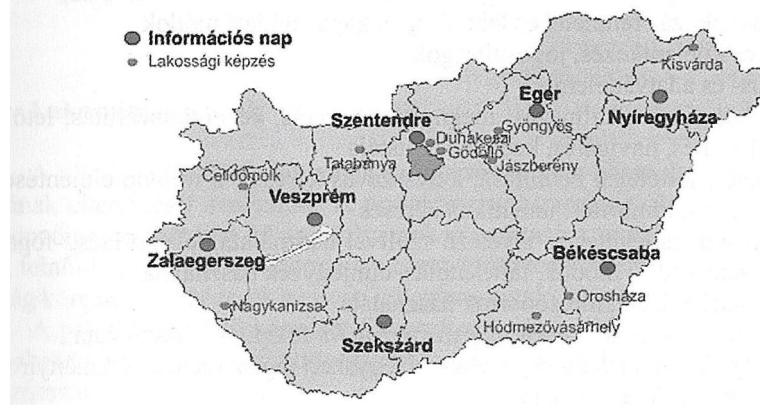 Információs nap
Lakossági képzés
Kisvárda
Eger
Nyíregyháza
Szentendre
Gyöngyös
Dunakeszi
Gödöllő
Tatabánya
Jászberény
Celldömölk
Veszprém
Zalaegerszeg
Békéscsaba
Orosháza
Nagykanizsa
Hódmezővásárhely
Szekszárd